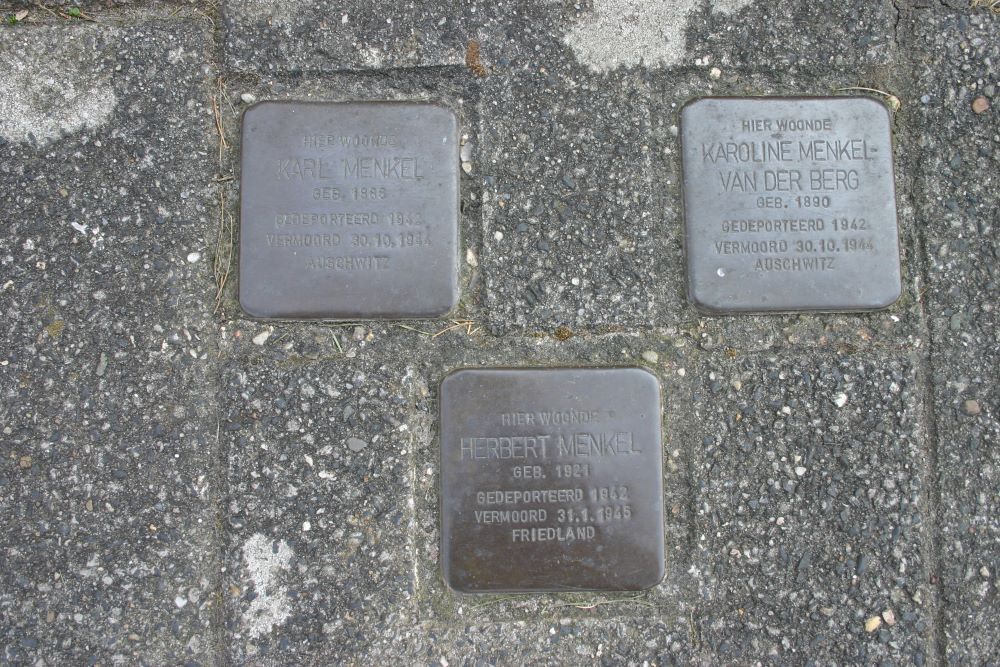 HIER WOONDE
KARL MENKEL
GEB. 1886
GEDEPORTEERD 1942
VERMOORD 30.10.1944
AUSCHWITZ
HIER WOONDE
KAROLINE MENKEL-
VAN DER BERG
GEB. 1890
GEDEPORTEERD 1942
VERMOORD 30.10.1944
AUSCHWITZ
HIER WOONDE
HERBERT MENKEL
GEB. 1921
GEDEPORTEERD 1942
VERMOORD 31.1.1945
FRIEDLAND